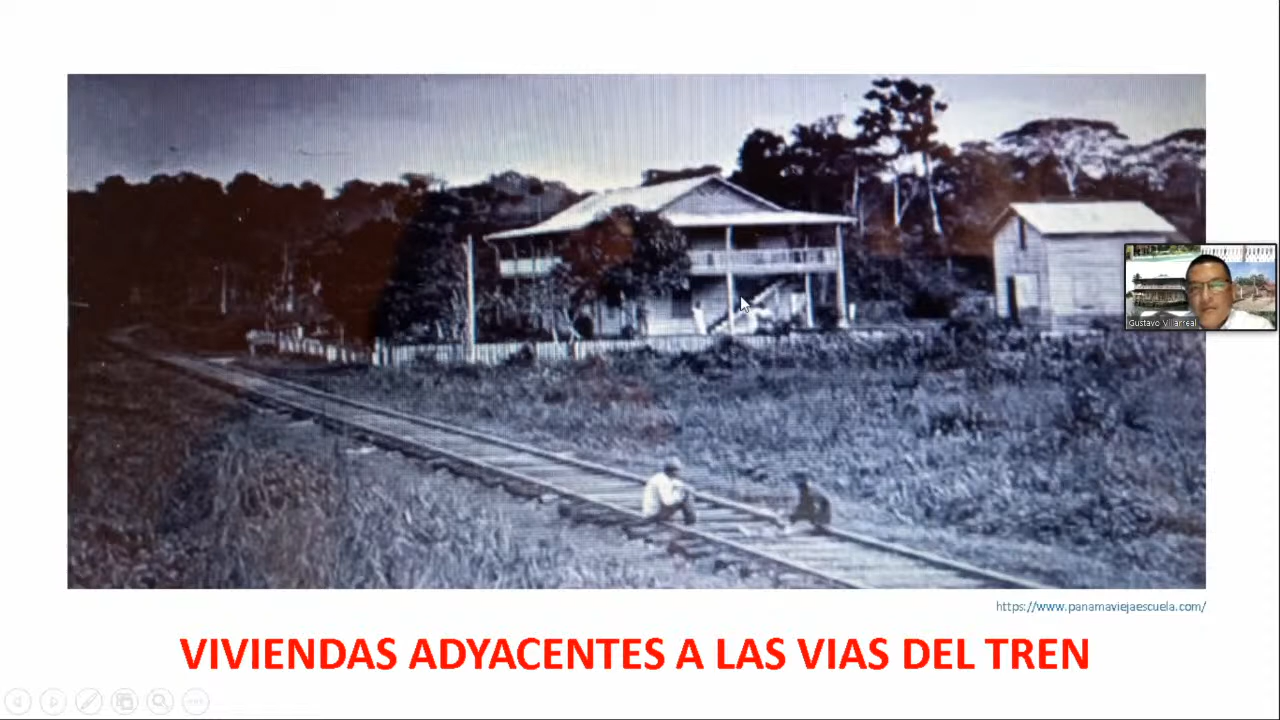 Gustavo Villarreal
https://www.panamaviejaescuela.com/
VIVIENDAS ADYACENTES A LAS VIAS DEL TREN